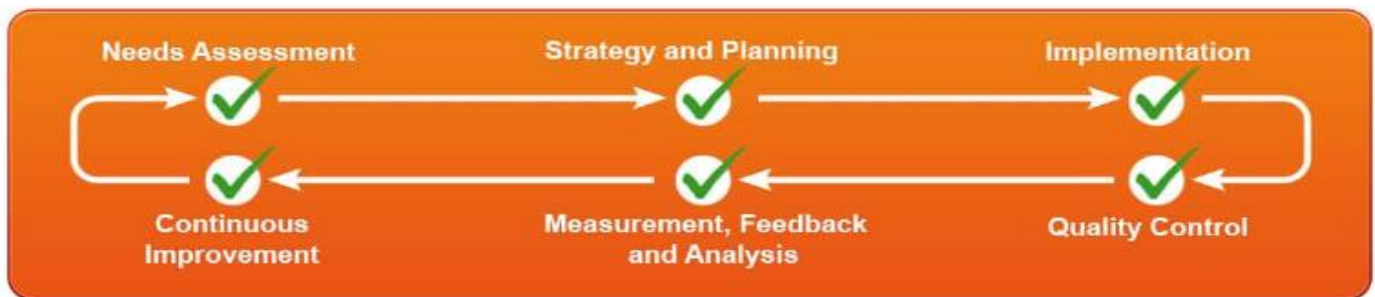 Needs Assessment
Strategy and Planning
Implementation
Continuous
Improvement
Measurement, Feedback
and Analysis
Quality Control